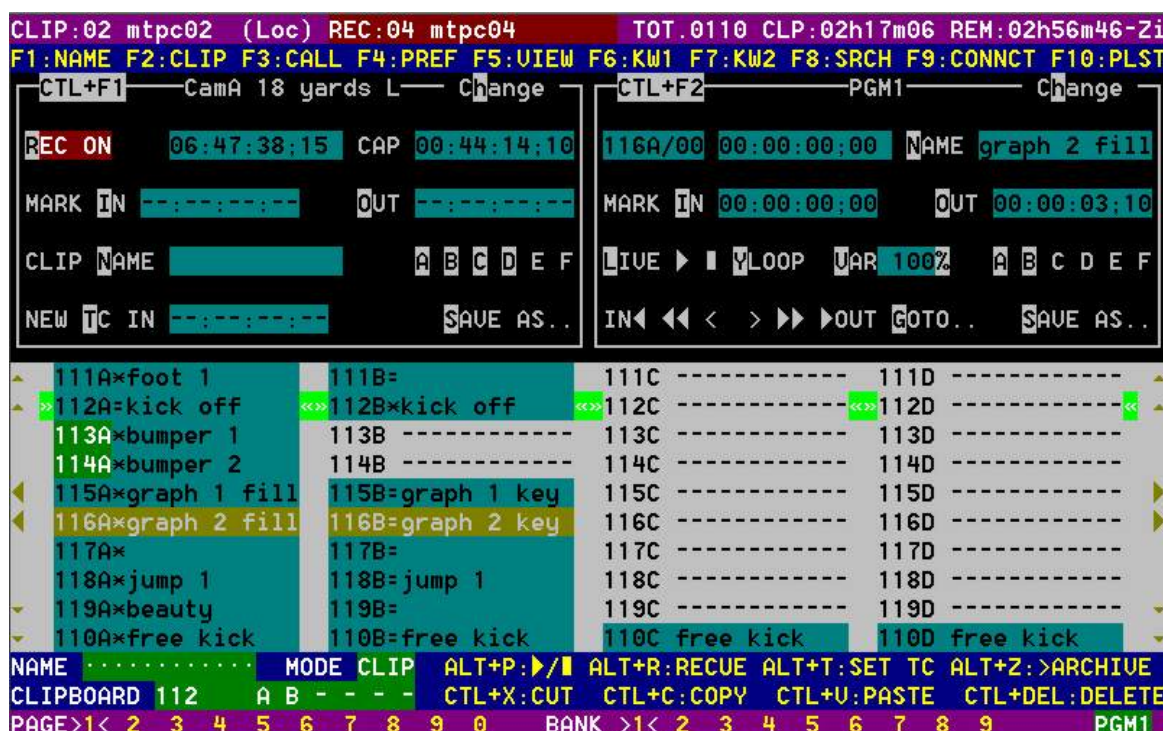 CLIP:02 mtpc02 (Loc) REC:04 mtpc04 TOT.0110 CLP:02h17m06 REM:02h56m46-Zi
F1:NAME F2:CLIP F3:CALL F4:PREF F5:VIEW F6:KW1 F7:KW2 F8:SRCH F9:CONNCT F10:PLST
CTL+F1 CamA 18 yards L Change CTL+F2 PGM1 Change
REC ON 06:47:38;15 CAP 00:44:14;10 116A/00 00:00:00;00 NAME graph 2 fill
MARK IN --:--:--:-- OUT --:--:--:-- MARK IN 00:00:00;00 OUT 00:00:03;10
CLIP NAME A B C D E F LIVE ▶ ▮ YLOOP VAR 100% A B C D E F
NEW TC IN --:--:--:-- SAVE AS.. IN◀ ◀◀ < > ▶▶ ▶OUT GOTO.. SAVE AS..
111A*foot 1 111B= 111C ------------ 111D ------------
»112A=kick off «»112B*kick off «»112C ------------«»112D ------------«
113A*bumper 1 113B ------------ 113C ------------ 113D ------------
114A*bumper 2 114B ------------ 114C ------------ 114D ------------
115A*graph 1 fill 115B=graph 1 key 115C ------------ 115D ------------
116A*graph 2 fill 116B=graph 2 key 116C ------------ 116D ------------
117A* 117B= 117C ------------ 117D ------------
118A*jump 1 118B=jump 1 118C ------------ 118D ------------
119A*beauty 119B= 119C ------------ 119D ------------
110A*free kick 110B=free kick 110C free kick 110D free kick
NAME ············ MODE CLIP ALT+P:▶/▮ ALT+R:RECUE ALT+T:SET TC ALT+Z:>ARCHIVE
CLIPBOARD 112 A B - - - - CTL+X:CUT CTL+C:COPY CTL+V:PASTE CTL+DEL:DELETE
PAGE>1< 2 3 4 5 6 7 8 9 0 BANK >1< 2 3 4 5 6 7 8 9 PGM1